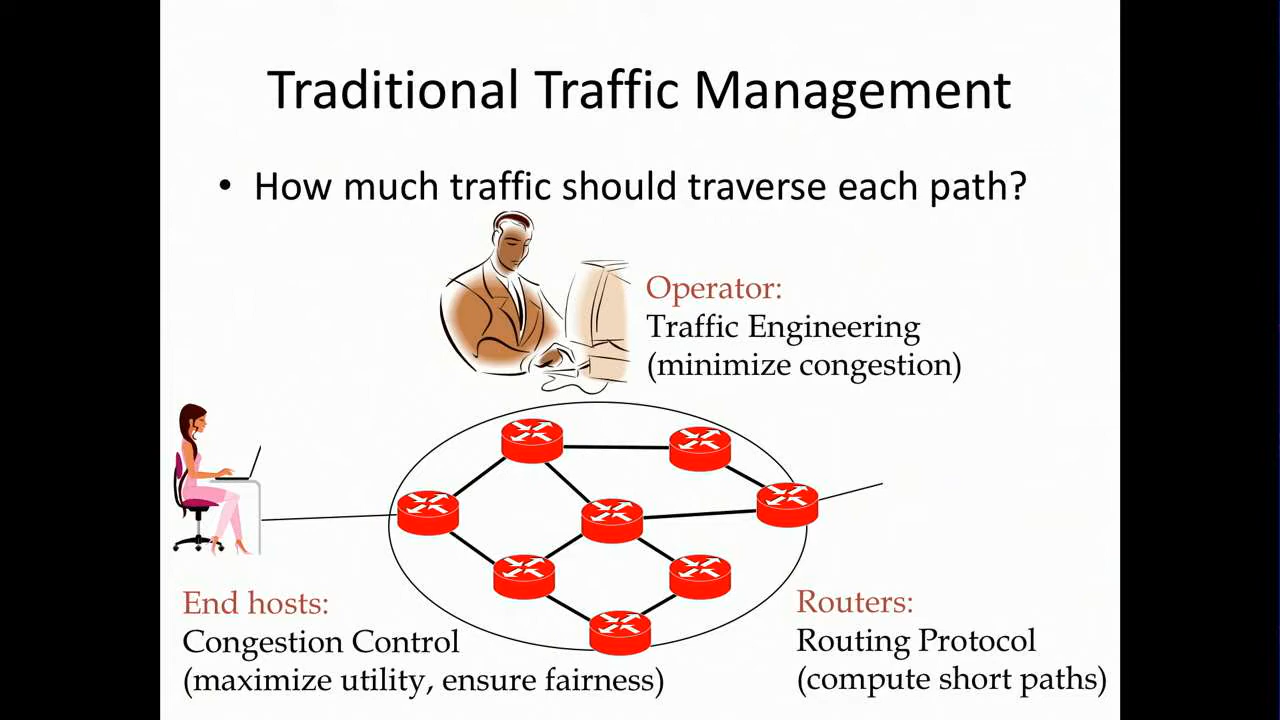 Traditional Traffic Management
• How much traffic should traverse each path?
Operator:
Traffic Engineering
(minimize congestion)
End hosts:
Congestion Control
(maximize utility, ensure fairness)
Routers:
Routing Protocol
(compute short paths)